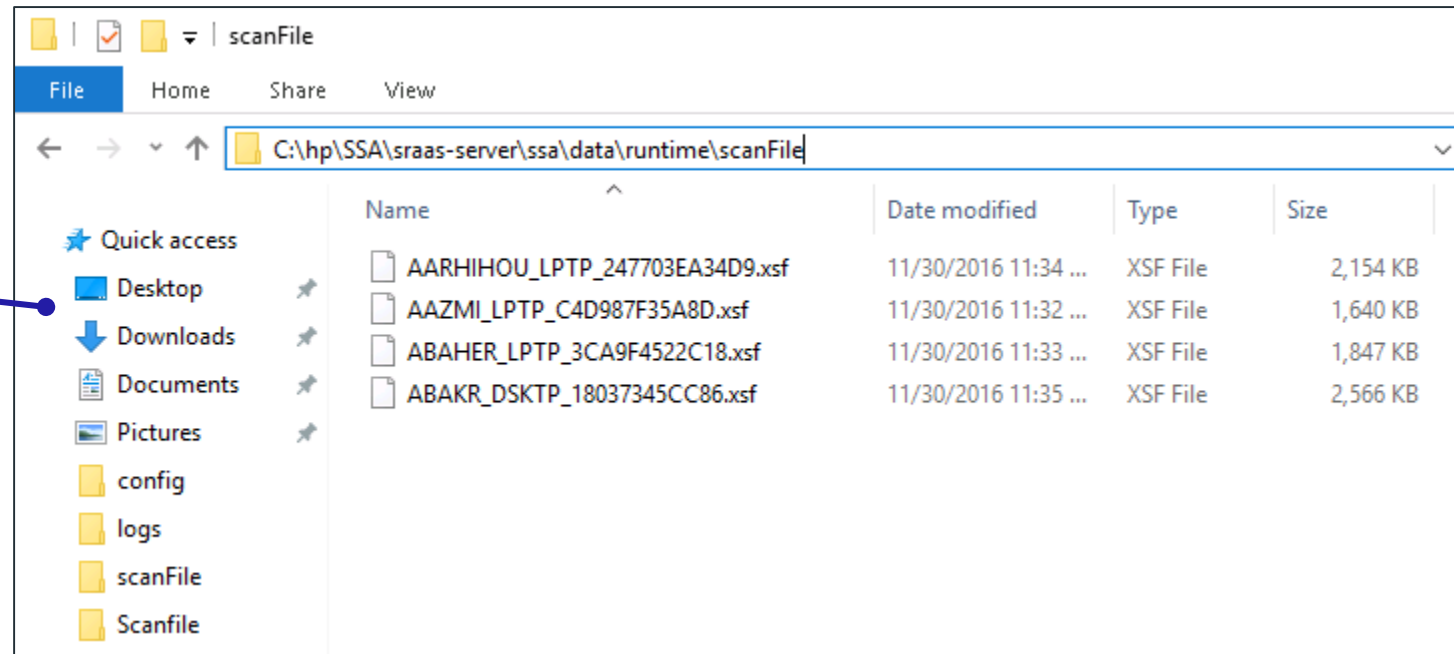 scanFile
File Home Share View
C:\hp\SSA\sraas-server\ssa\data\runtime\scanFile
Name Date modified Type Size
Quick access
Desktop
Downloads
Documents
Pictures
config
logs
scanFile
Scanfile
AARHIHOU_LPTP_247703EA34D9.xsf 11/30/2016 11:34 ... XSF File 2,154 KB
AAZMI_LPTP_C4D987F35A8D.xsf 11/30/2016 11:32 ... XSF File 1,640 KB
ABAHER_LPTP_3CA9F4522C18.xsf 11/30/2016 11:33 ... XSF File 1,847 KB
ABAKR_DSKTP_18037345CC86.xsf 11/30/2016 11:35 ... XSF File 2,566 KB